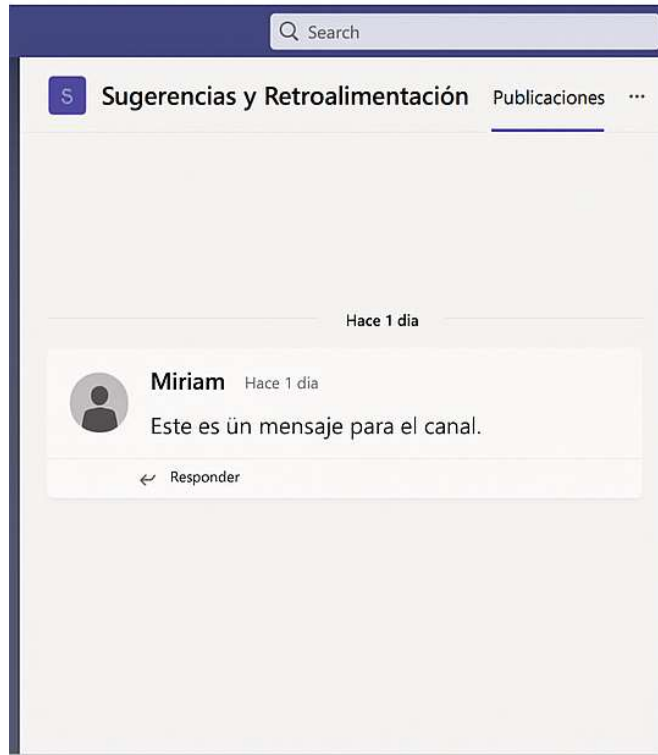 Search
S Sugerencias y Retroalimentación Publicaciones ...
Hace 1 dia
Miriam Hace 1 dia
Este es ün mensaje para el canal.
Responder